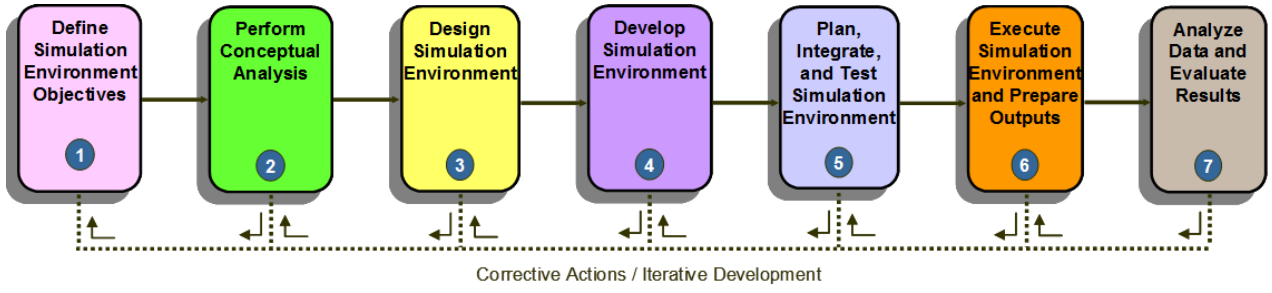 Define
Simulation
Environment
Objectives
1
Perform
Conceptual
Analysis
2
Design
Simulation
Environment
3
Develop
Simulation
Environment
4
Plan,
Integrate,
and Test
Simulation
Environment
5
Execute
Simulation
Environment
and Prepare
Outputs
6
Analyze
Data and
Evaluate
Results
7
Corrective Actions / Iterative Development